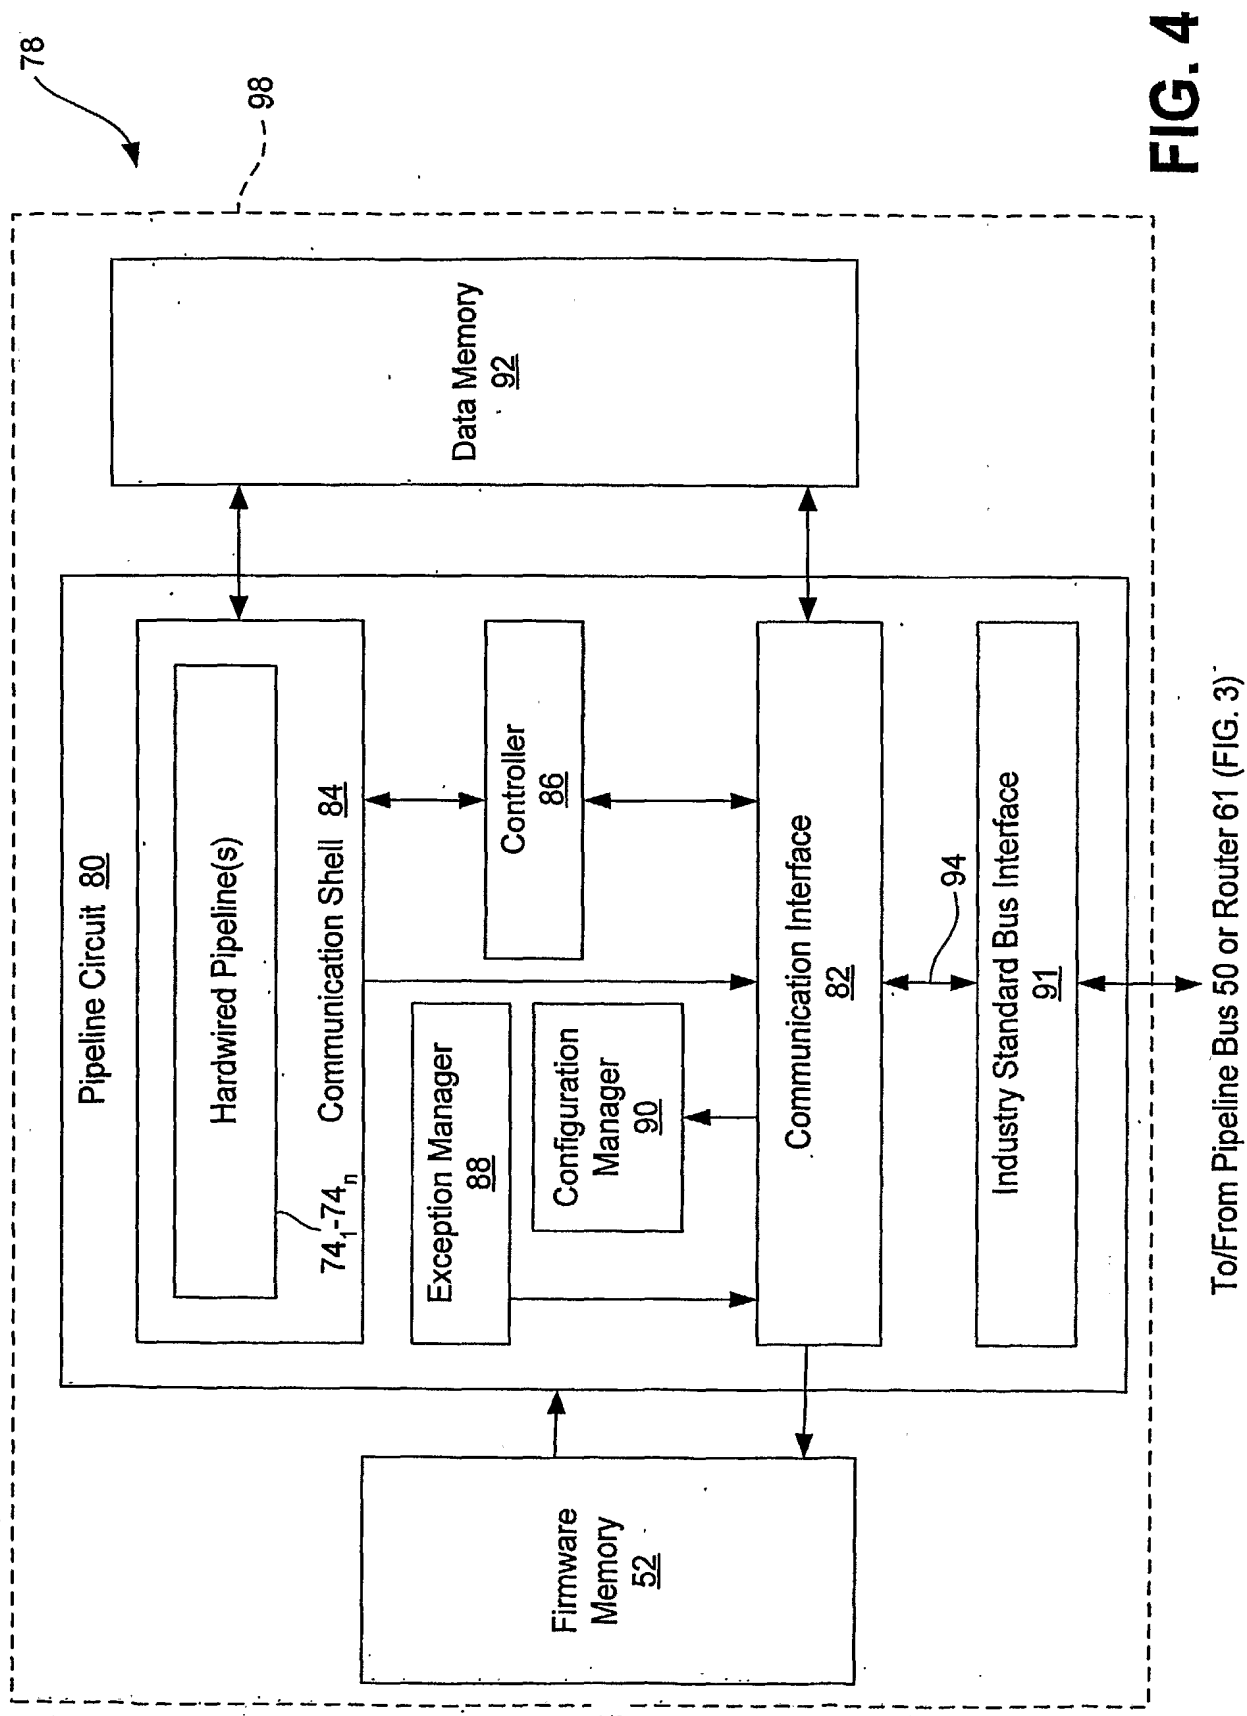 78
98
Pipeline Circuit 80
Hardwired Pipeline(s)
74₁-74ₙ
Communication Shell 84
Exception Manager
88
Configuration
Manager
90
Controller
86
Communication Interface
82
94
Industry Standard Bus Interface
91
Firmware
Memory
52
Data Memory
92
To/From Pipeline Bus 50 or Router 61 (FIG. 3)
FIG. 4